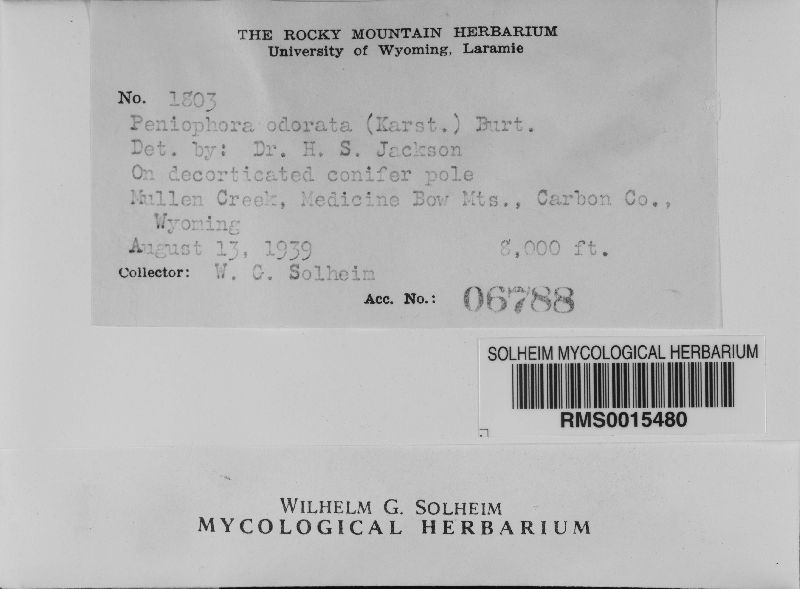 THE ROCKY MOUNTAIN HERBARIUM
University of Wyoming, Laramie
No. 1803
Peniophora odorata (Karst.) Burt.
Det. by: Dr. H. S. Jackson
On decorticated conifer pole
Mullen Creek, Medicine Bow Mts., Carbon Co.,
Wyoming
August 13, 1939 8,000 ft.
Collector: W. G. Solheim
Acc. No.: 06788
SOLHEIM MYCOLOGICAL HERBARIUM
RMS0015480
WILHELM G. SOLHEIM
MYCOLOGICAL HERBARIUM